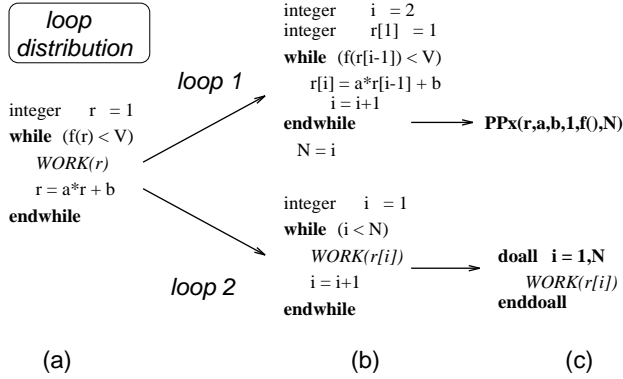 loop
distribution
integer r = 1
while (f(r) < V)
WORK(r)
r = a*r + b
endwhile
loop 1
loop 2
integer i = 2
integer r[1] = 1
while (f(r[i-1]) < V)
r[i] = a*r[i-1] + b
i = i+1
endwhile
N = i
PPx(r,a,b,1,f(),N)
integer i = 1
while (i < N)
WORK(r[i])
i = i+1
endwhile
doall i = 1,N
WORK(r[i])
enddoall
(a)
(b)
(c)